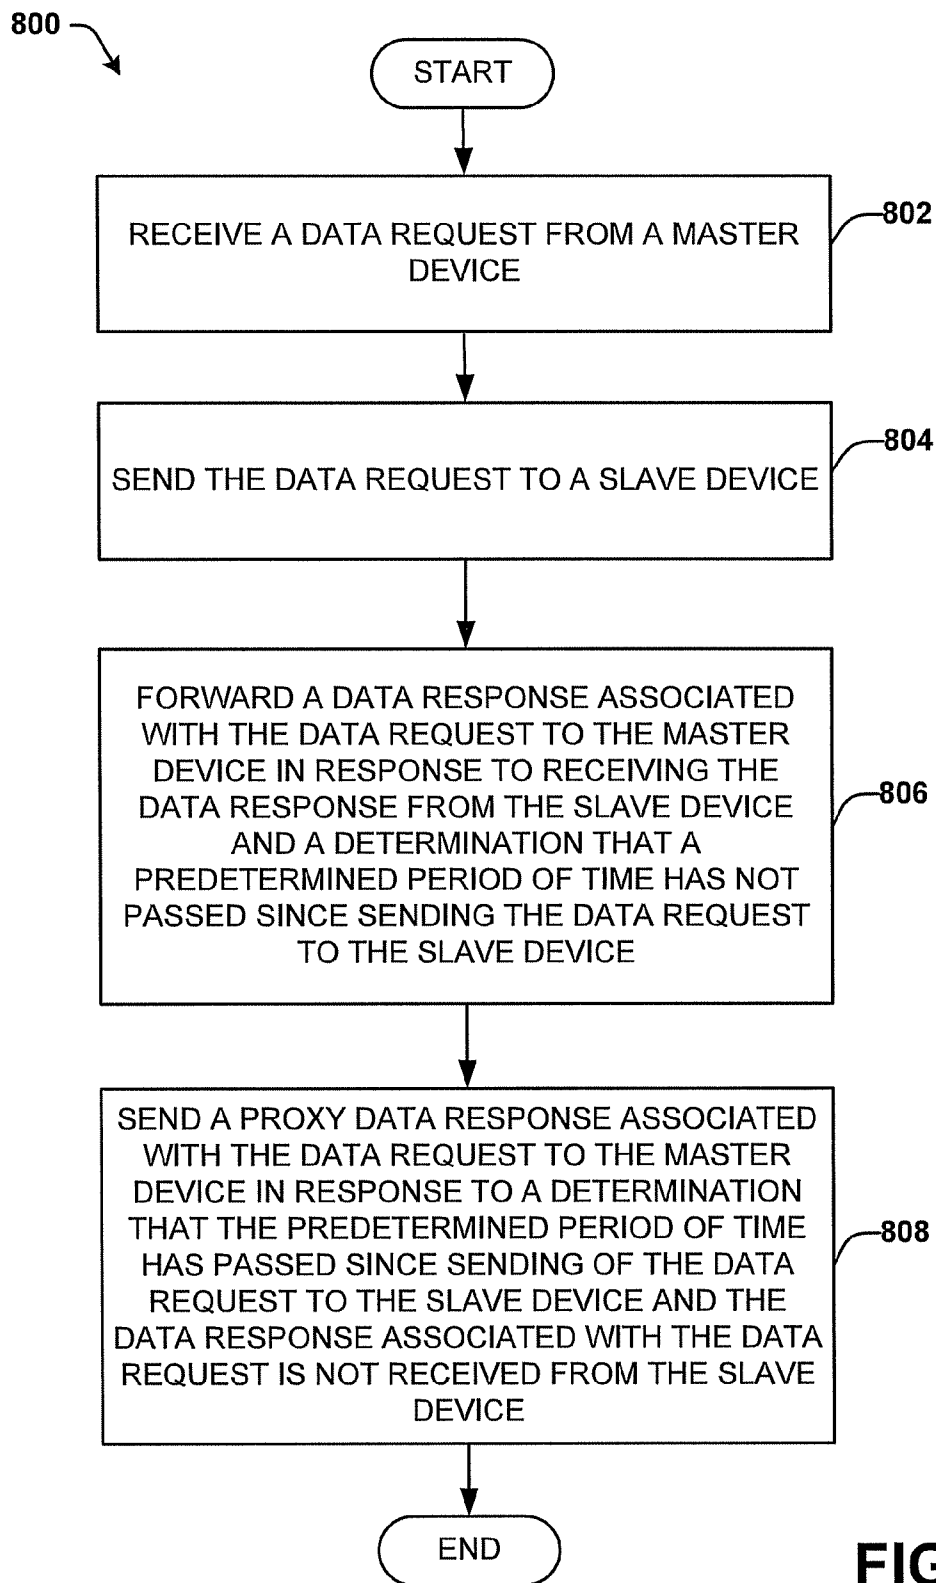 800
START
RECEIVE A DATA REQUEST FROM A MASTER
DEVICE
802
SEND THE DATA REQUEST TO A SLAVE DEVICE
804
FORWARD A DATA RESPONSE ASSOCIATED
WITH THE DATA REQUEST TO THE MASTER
DEVICE IN RESPONSE TO RECEIVING THE
DATA RESPONSE FROM THE SLAVE DEVICE
AND A DETERMINATION THAT A
PREDETERMINED PERIOD OF TIME HAS NOT
PASSED SINCE SENDING THE DATA REQUEST
TO THE SLAVE DEVICE
806
SEND A PROXY DATA RESPONSE ASSOCIATED
WITH THE DATA REQUEST TO THE MASTER
DEVICE IN RESPONSE TO A DETERMINATION
THAT THE PREDETERMINED PERIOD OF TIME
HAS PASSED SINCE SENDING OF THE DATA
REQUEST TO THE SLAVE DEVICE AND THE
DATA RESPONSE ASSOCIATED WITH THE DATA
REQUEST IS NOT RECEIVED FROM THE SLAVE
DEVICE
808
END
FIG